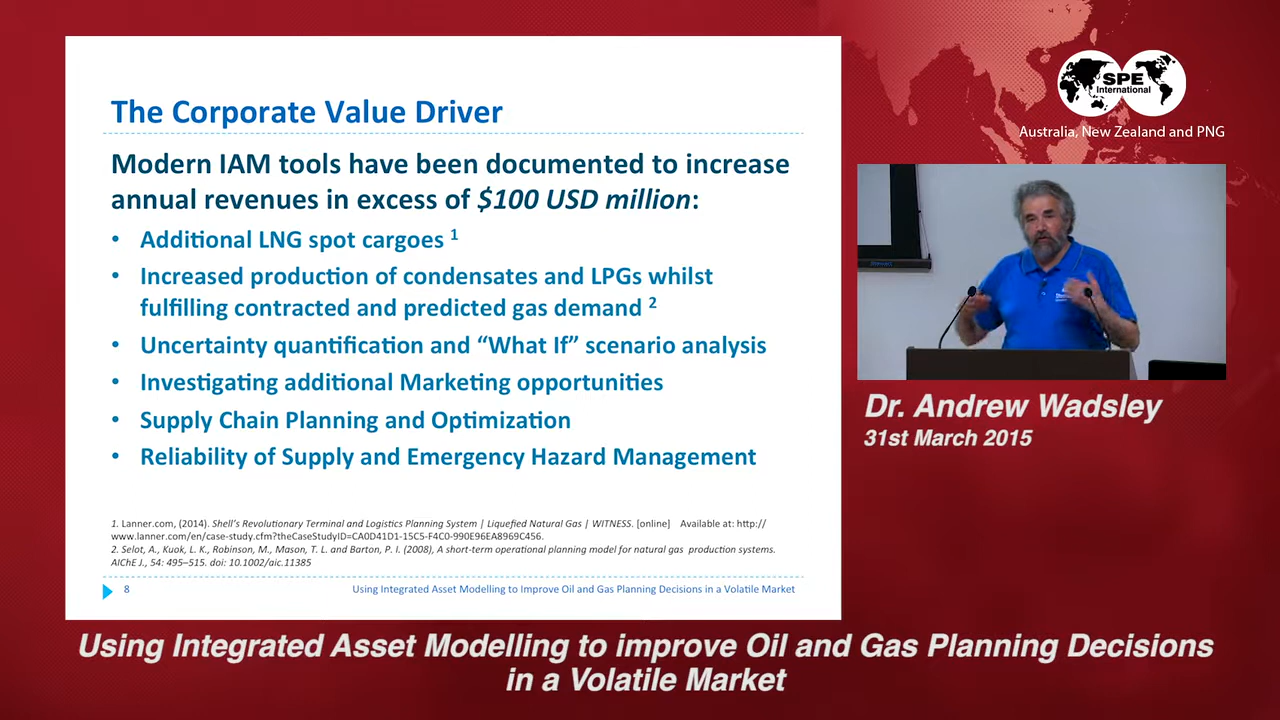 The Corporate Value Driver
Modern IAM tools have been documented to increase
annual revenues in excess of $100 USD million:
• Additional LNG spot cargoes 1
• Increased production of condensates and LPGs whilst
fulfilling contracted and predicted gas demand 2
• Uncertainty quantification and “What If” scenario analysis
• Investigating additional Marketing opportunities
• Supply Chain Planning and Optimization
• Reliability of Supply and Emergency Hazard Management
1. Lanner.com, (2014). Shell’s Revolutionary Terminal and Logistics Planning System | Liquefied Natural Gas | WITNESS. [online] Available at: http://
www.lanner.com/en/case-study.cfm?theCaseStudyID=CA0D41D1-15C5-F4C0-990E96EA8969C456.
2. Selot, A., Kuok, L. K., Robinson, M., Mason, T. L. and Barton, P. I. (2008), A short-term operational planning model for natural gas production systems.
AIChE J., 54: 495–515. doi: 10.1002/aic.11385
8
Using Integrated Asset Modelling to Improve Oil and Gas Planning Decisions in a Volatile Market
SPE
International
Australia, New Zealand and PNG
Dr. Andrew Wadsley
31st March 2015
Using Integrated Asset Modelling to improve Oil and Gas Planning Decisions
in a Volatile Market